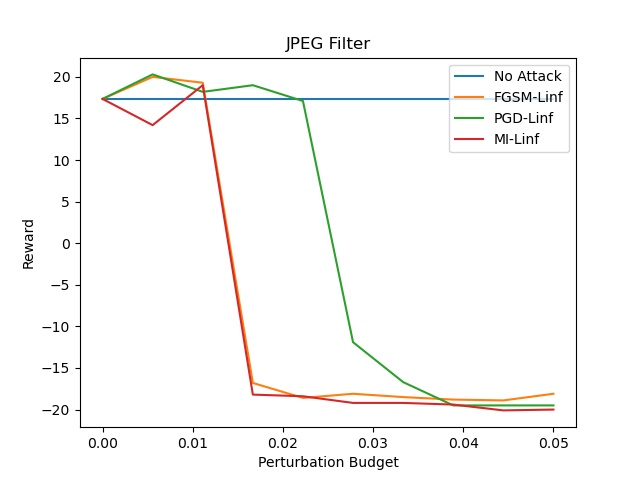 JPEG Filter
No Attack
FGSM-Linf
PGD-Linf
MI-Linf
Reward
20
15
10
5
0
−5
−10
−15
−20
0.00 0.01 0.02 0.03 0.04 0.05
Perturbation Budget